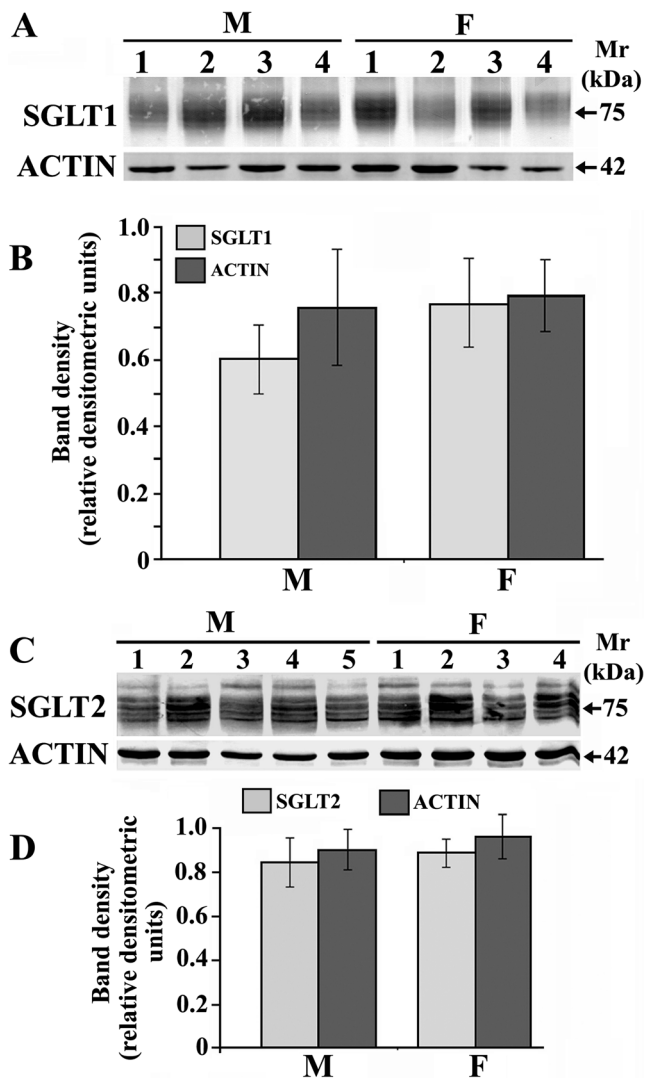 A
M F
1 2 3 4 1 2 3 4
Mr
(kDa)
SGLT1
75
ACTIN
42
B
Band density
(relative densitometric units)
1.0
0.8
0.6
0.4
0.2
0
SGLT1
ACTIN
M F
C
M F
1 2 3 4 5 1 2 3 4
Mr
(kDa)
SGLT2
75
ACTIN
42
D
SGLT2 ACTIN
Band density
(relative densitometric
units)
1.0
0.8
0.6
0.4
0.2
0
M F